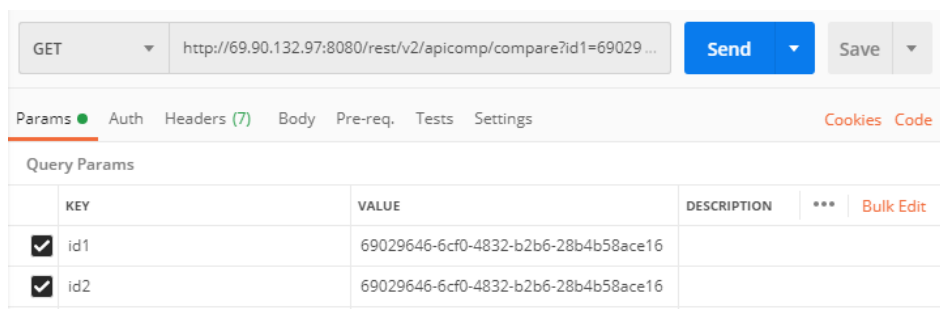 GET http://69.90.132.97:8080/rest/v2/apicomp/compare?id1=69029 ... Send Save
Params Auth Headers (7) Body Pre-req. Tests Settings Cookies Code
Query Params
KEY VALUE DESCRIPTION ••• Bulk Edit
id1 69029646-6cf0-4832-b2b6-28b4b58ace16
id2 69029646-6cf0-4832-b2b6-28b4b58ace16